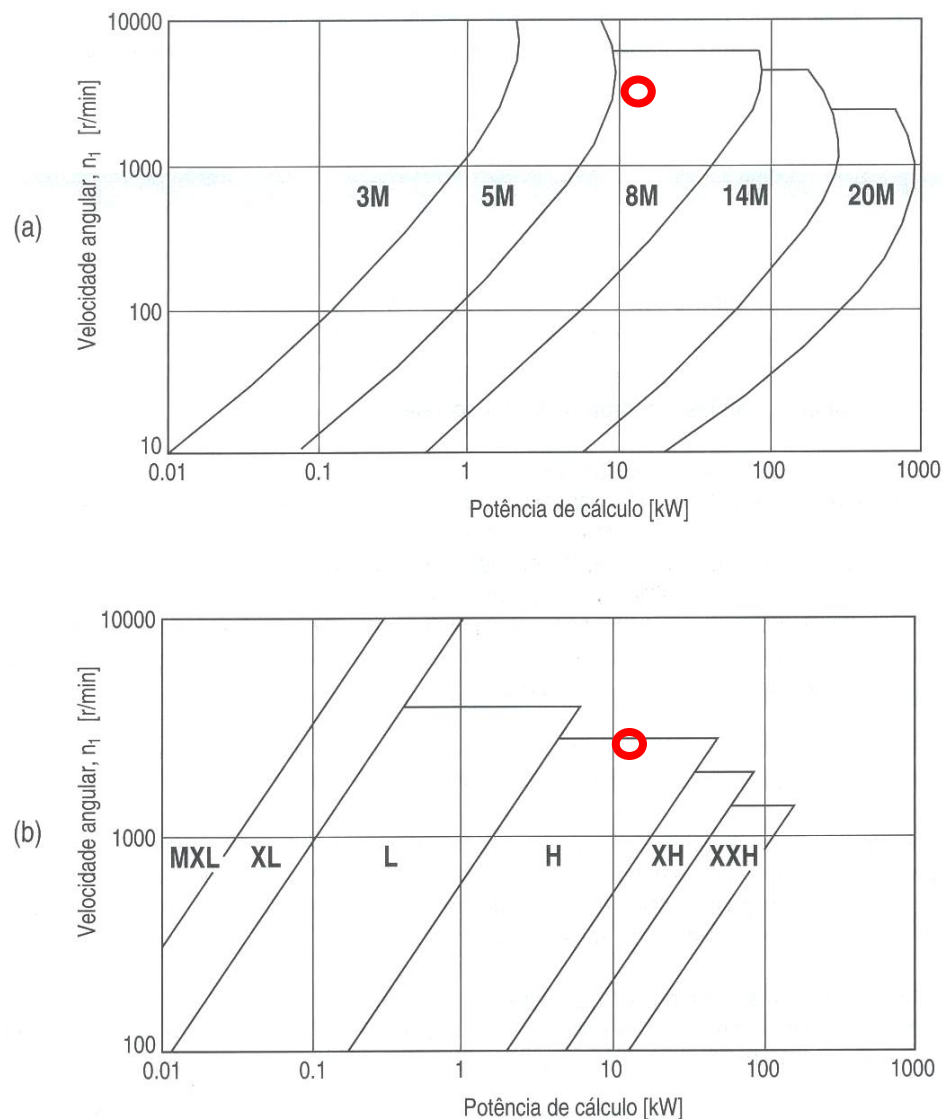 (a)
Velocidade angular, n₁ [r/min]
10000
1000
100
10
3M
5M
8M
14M
20M
0.01
0.1
1
10
100
1000
Potência de cálculo [kW]
(b)
Velocidade angular, n₁ [r/min]
10000
1000
100
MXL
XL
L
H
XH
XXH
0.01
0.1
1
10
100
1000
Potência de cálculo [kW]